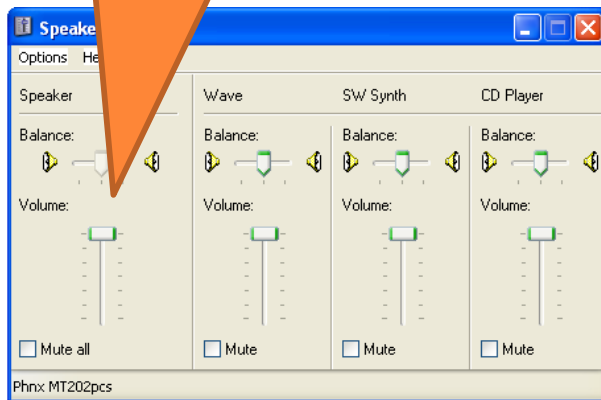 Speake
Options He
Speaker Wave SW Synth CD Player
Balance: Balance: Balance: Balance:
Volume: Volume: Volume: Volume:
Mute all Mute Mute Mute
Phnx MT202pcs